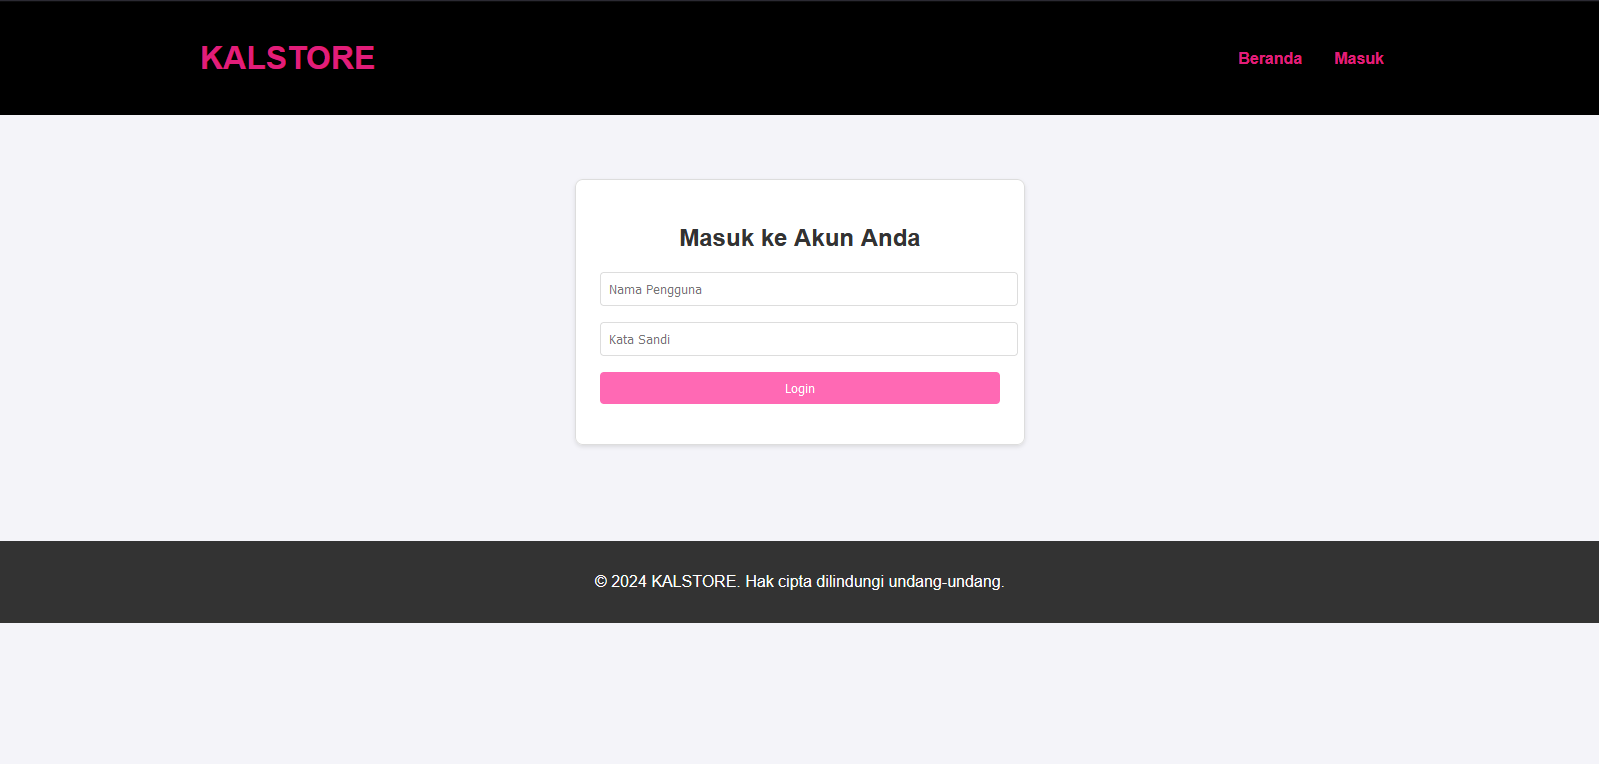 KALSTORE
Beranda Masuk
Masuk ke Akun Anda
Nama Pengguna
Kata Sandi
Login
© 2024 KALSTORE. Hak cipta dilindungi undang-undang.